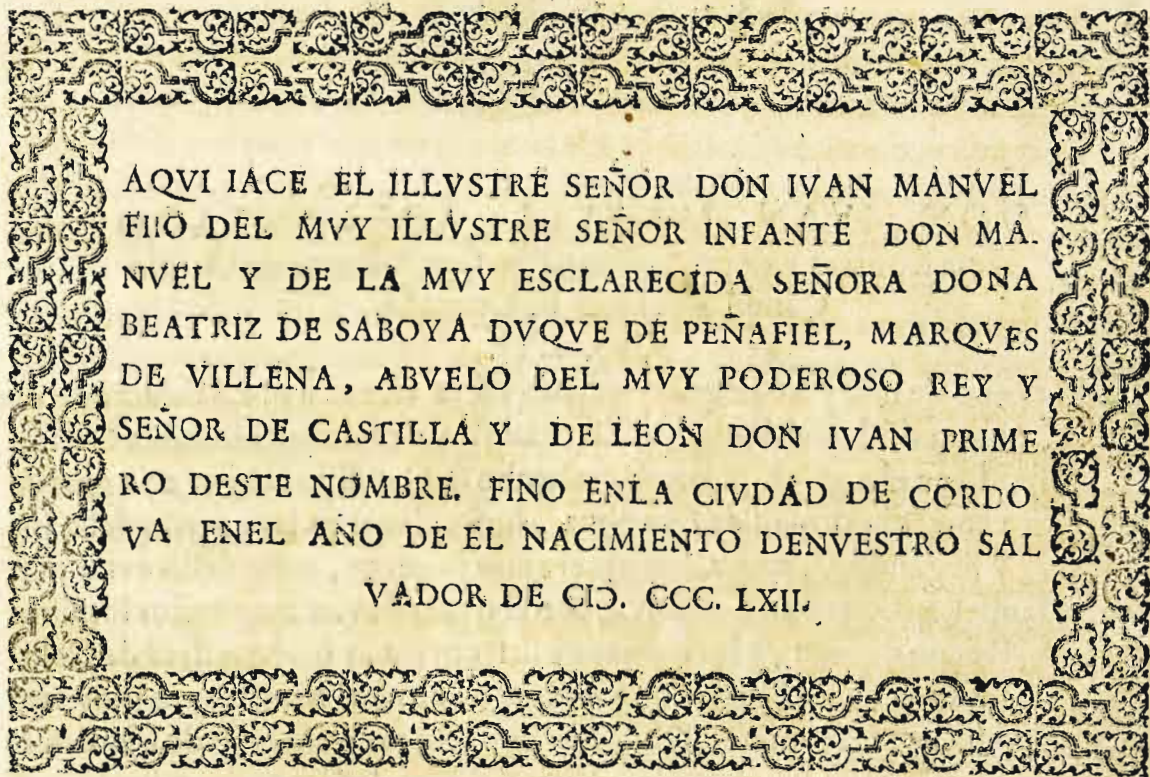 AQVI IACE EL ILLVSTRE SEÑOR DON IVAN MANVEL
FIIO DEL MVY ILLVSTRE SEÑOR INFANTE DON MA.
NVEL Y DE LA MVY ESCLARECIDA SEÑORA DONA
BEATRIZ DE SABOYA DVQVE DE PEÑAFIEL, MARQVES
DE VILLENA, ABVELO DEL MVY PODEROSO REY Y
SEÑOR DE CASTILLA Y DE LEON DON IVAN PRIME
RO DESTE NOMBRE. FINO ENLA CIVDAD DE CORDO
VA ENEL AÑO DE EL NACIMIENTO DENVESTRO SAL
VADOR DE CIƆ. CCC. LXII.